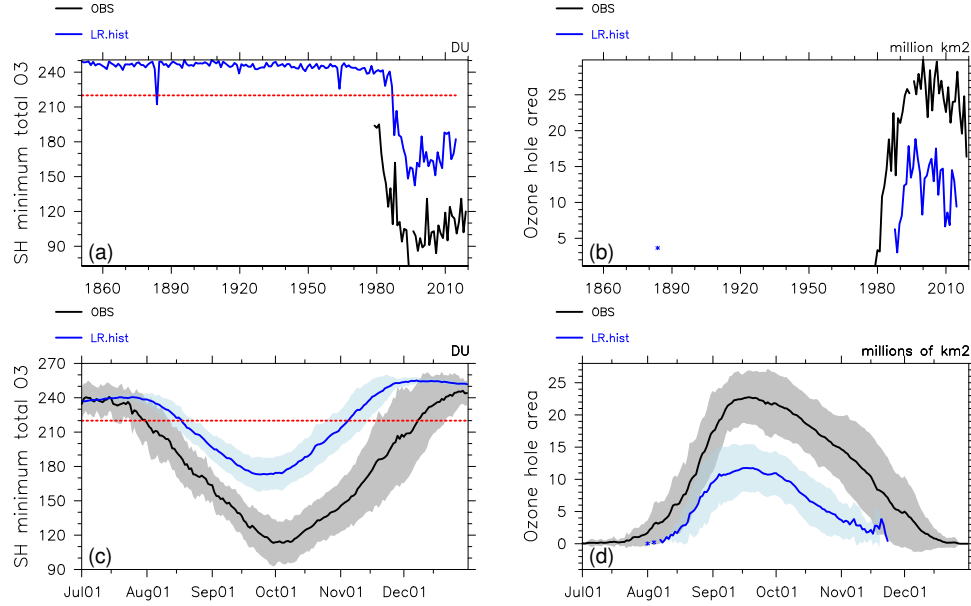 OBS
LR.hist
DU
SH minimum total O3
240
210
180
150
120
90
(a)
1860 1890 1920 1950 1980 2010
OBS
LR.hist
million km2
Ozone hole area
25
20
15
10
5
(b)
1860 1890 1920 1950 1980 2010
OBS
LR.hist
DU
SH minimum total O3
270
240
210
180
150
120
90
(c)
Jul01 Aug01 Sep01 Oct01 Nov01 Dec01
OBS
LR.hist
millions of km2
Ozone hole area
25
20
15
10
5
0
(d)
Jul01 Aug01 Sep01 Oct01 Nov01 Dec01